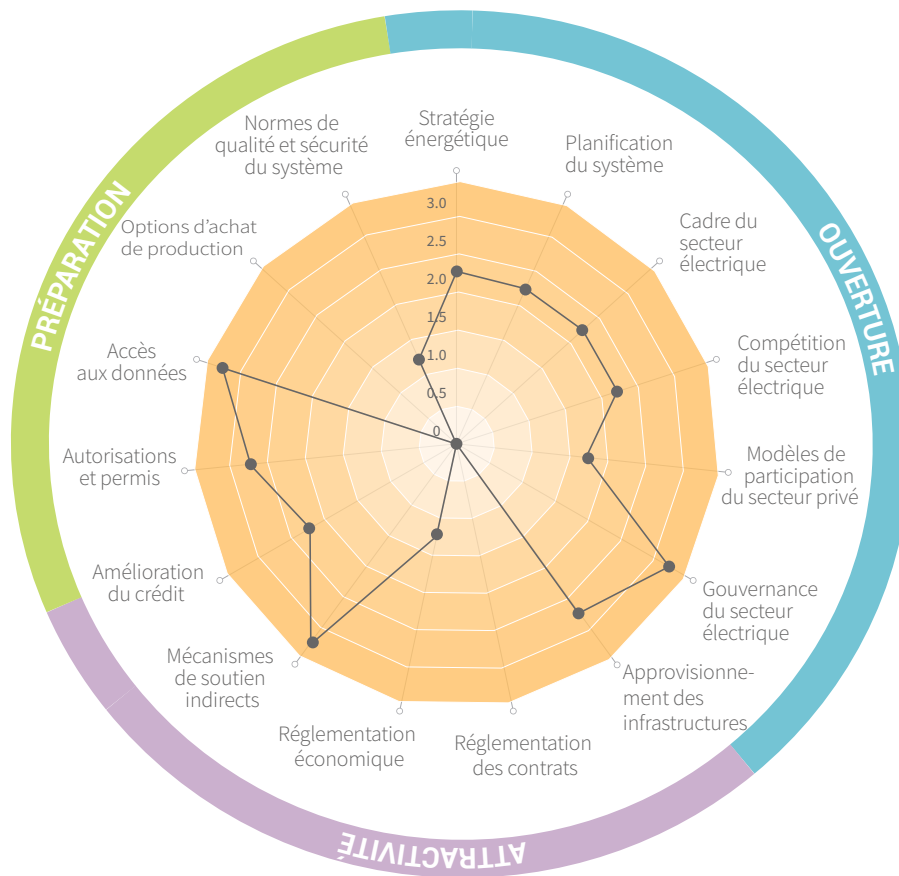 Stratégie
énergétique
Planification
du système
Cadre du
secteur
électrique
Compétition
du secteur
électrique
Modèles de
participation
du secteur privé
Gouvernance
du secteur
électrique
Approvisionne-
ment des
infrastructures
Réglementation
des contrats
Réglementation
économique
Mécanismes
de soutien
indirects
Amélioration
du crédit
Autorisations
et permis
Accès
aux données
Options d’achat
de production
Normes de
qualité et sécurité
du système
3.0
2.5
2.0
1.5
1.0
0.5
0
PRÉPARATION
OUVERTURE
ATTRACTIVITÉ